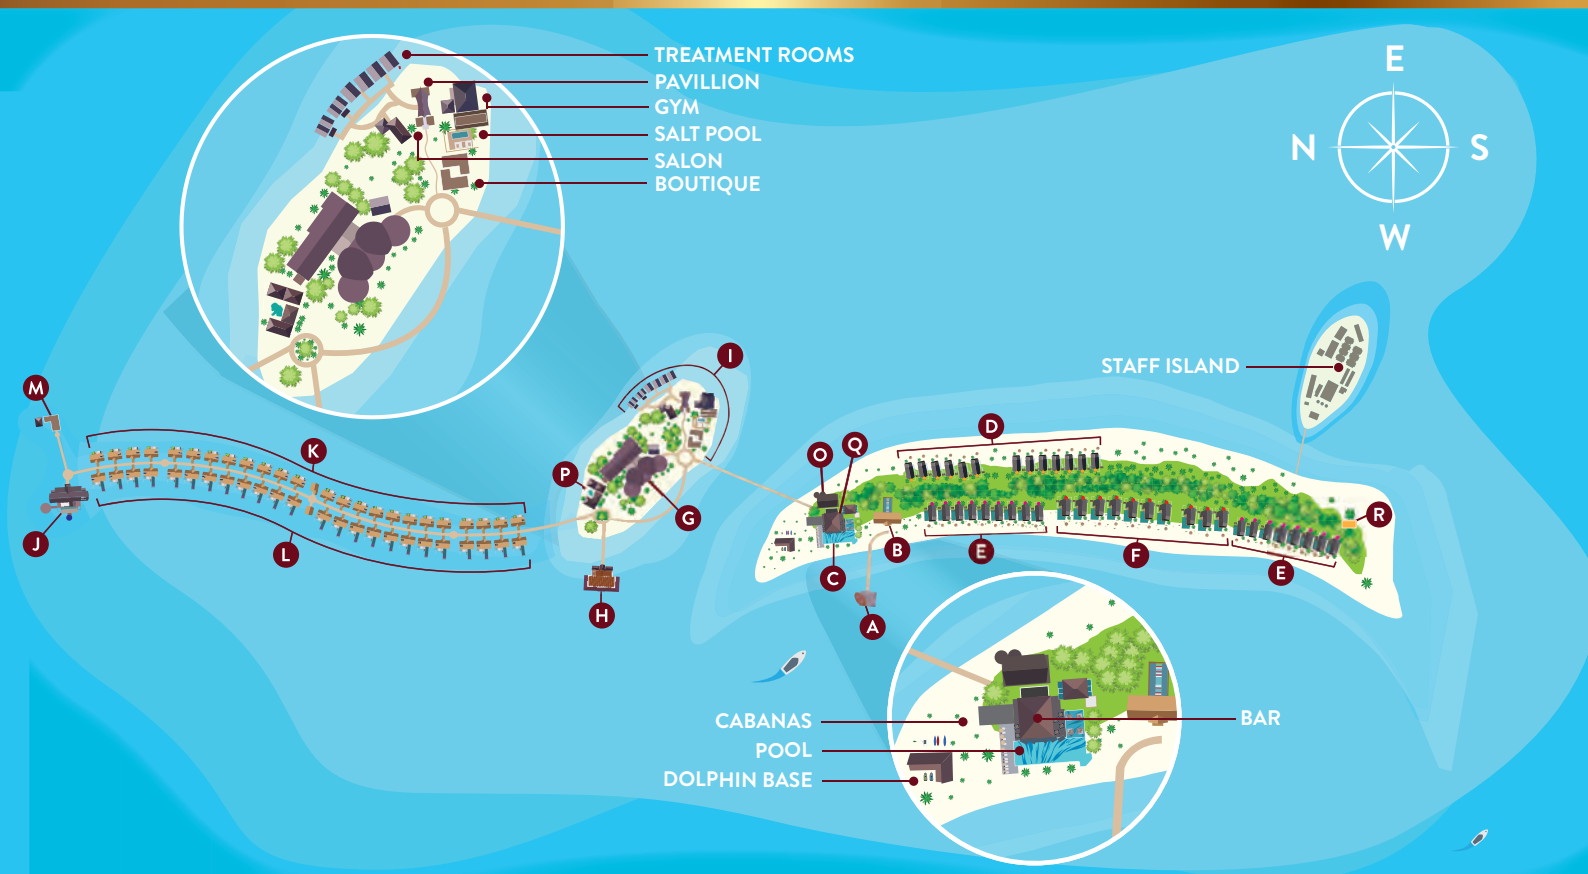 TREATMENT ROOMS
PAVILLION
GYM
SALT POOL
SALON
BOUTIQUE
E
N
S
W
STAFF ISLAND
I
M
K
J
L
P
G
H
O
Q
D
R
B
E
F
E
C
A
CABANAS
POOL
DOLPHIN BASE
BAR